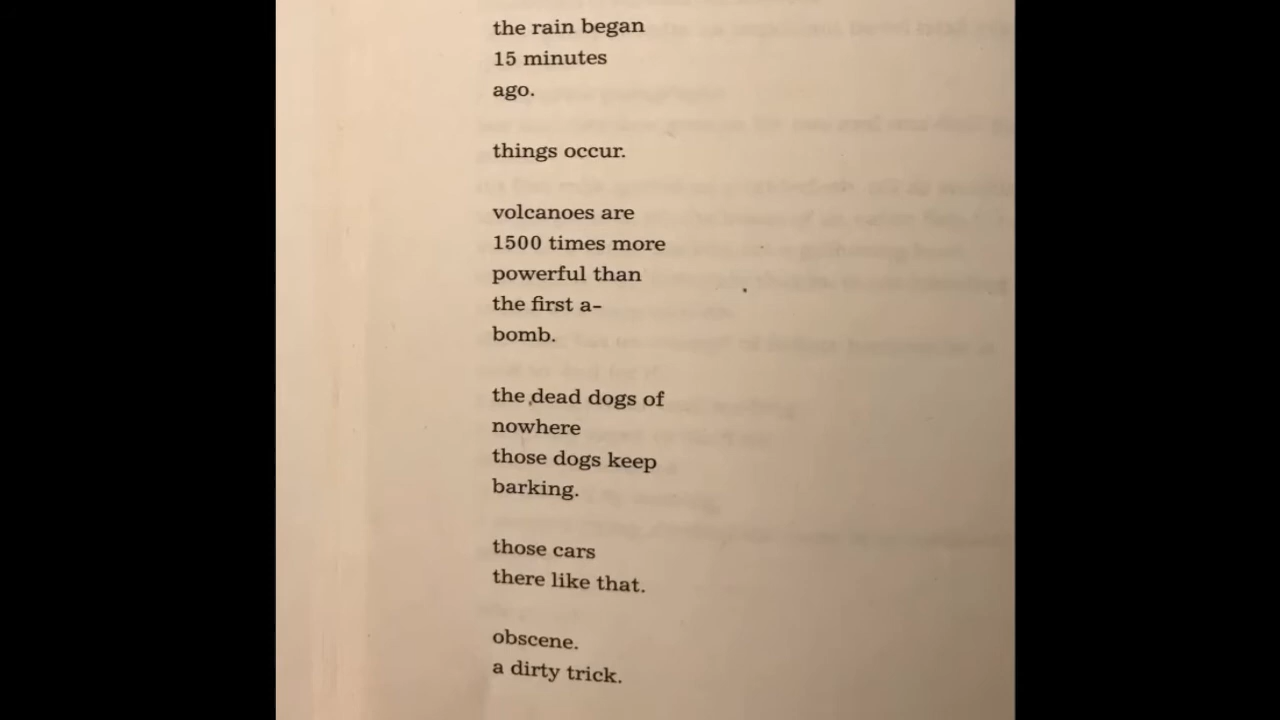 the rain began
15 minutes
ago.
things occur.
volcanoes are
1500 times more
powerful than
the first a-
bomb.
the dead dogs of
nowhere
those dogs keep
barking.
those cars
there like that.
obscene.
a dirty trick.